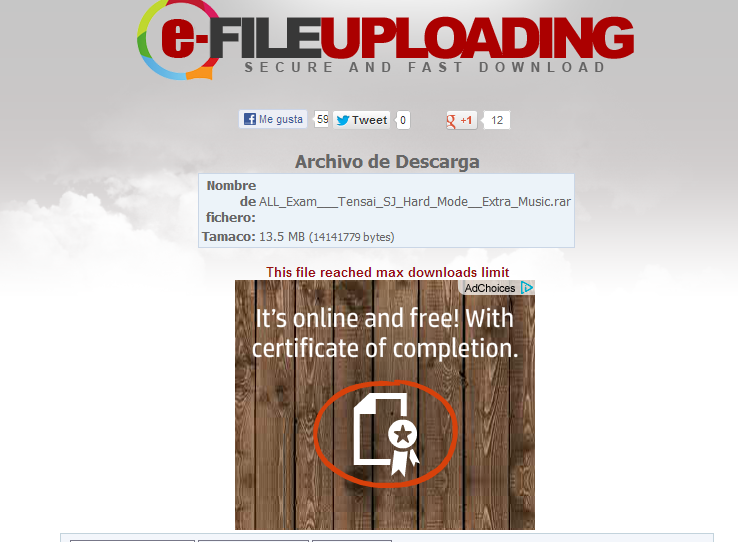 e-FILEUPLOADING
SECURE AND FAST DOWNLOAD
Me gusta 59 Tweet 0 +1 12
Archivo de Descarga
Nombre
de ALL_Exam___Tensai_SJ_Hard_Mode__Extra_Music.rar
fichero:
Tamaco: 13.5 MB (14141779 bytes)
This file reached max downloads limit
AdChoices
It's online and free! With
certificate of completion.